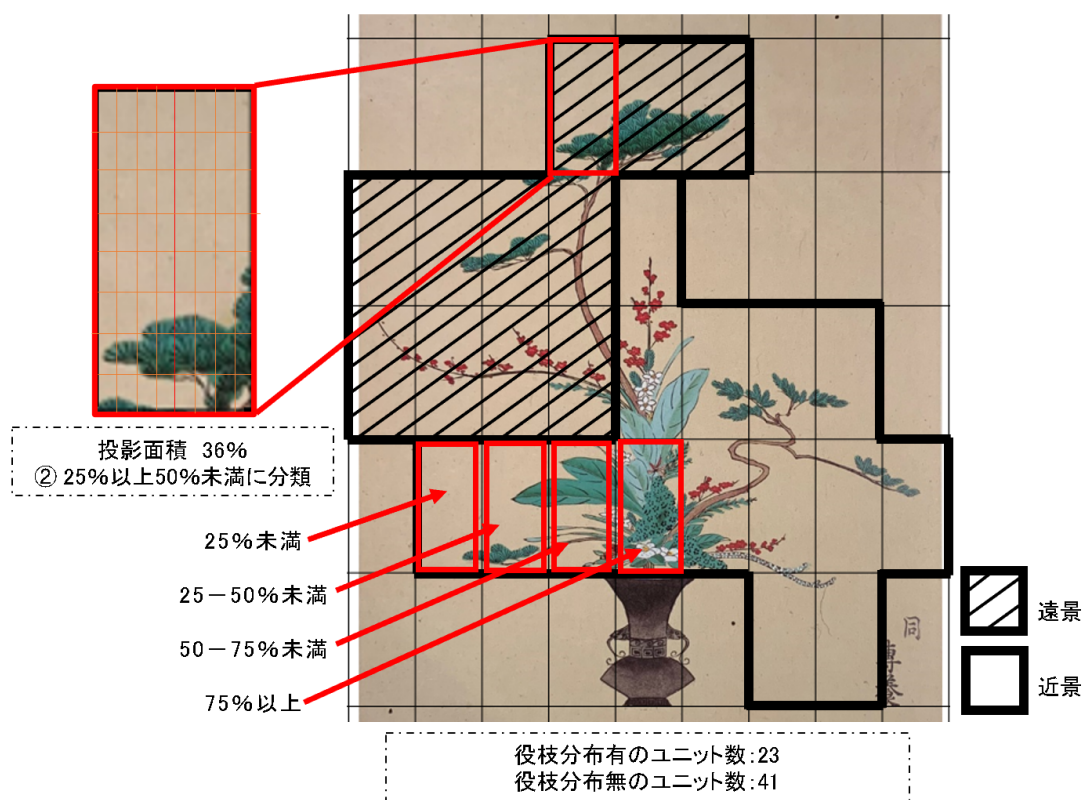 投影面積 36%
② 25%以上50%未満に分類
25%未満
25－50%未満
50－75%未満
75%以上
同
遠景
近景
役枝分布有のユニット数:23
役枝分布無のユニット数:41